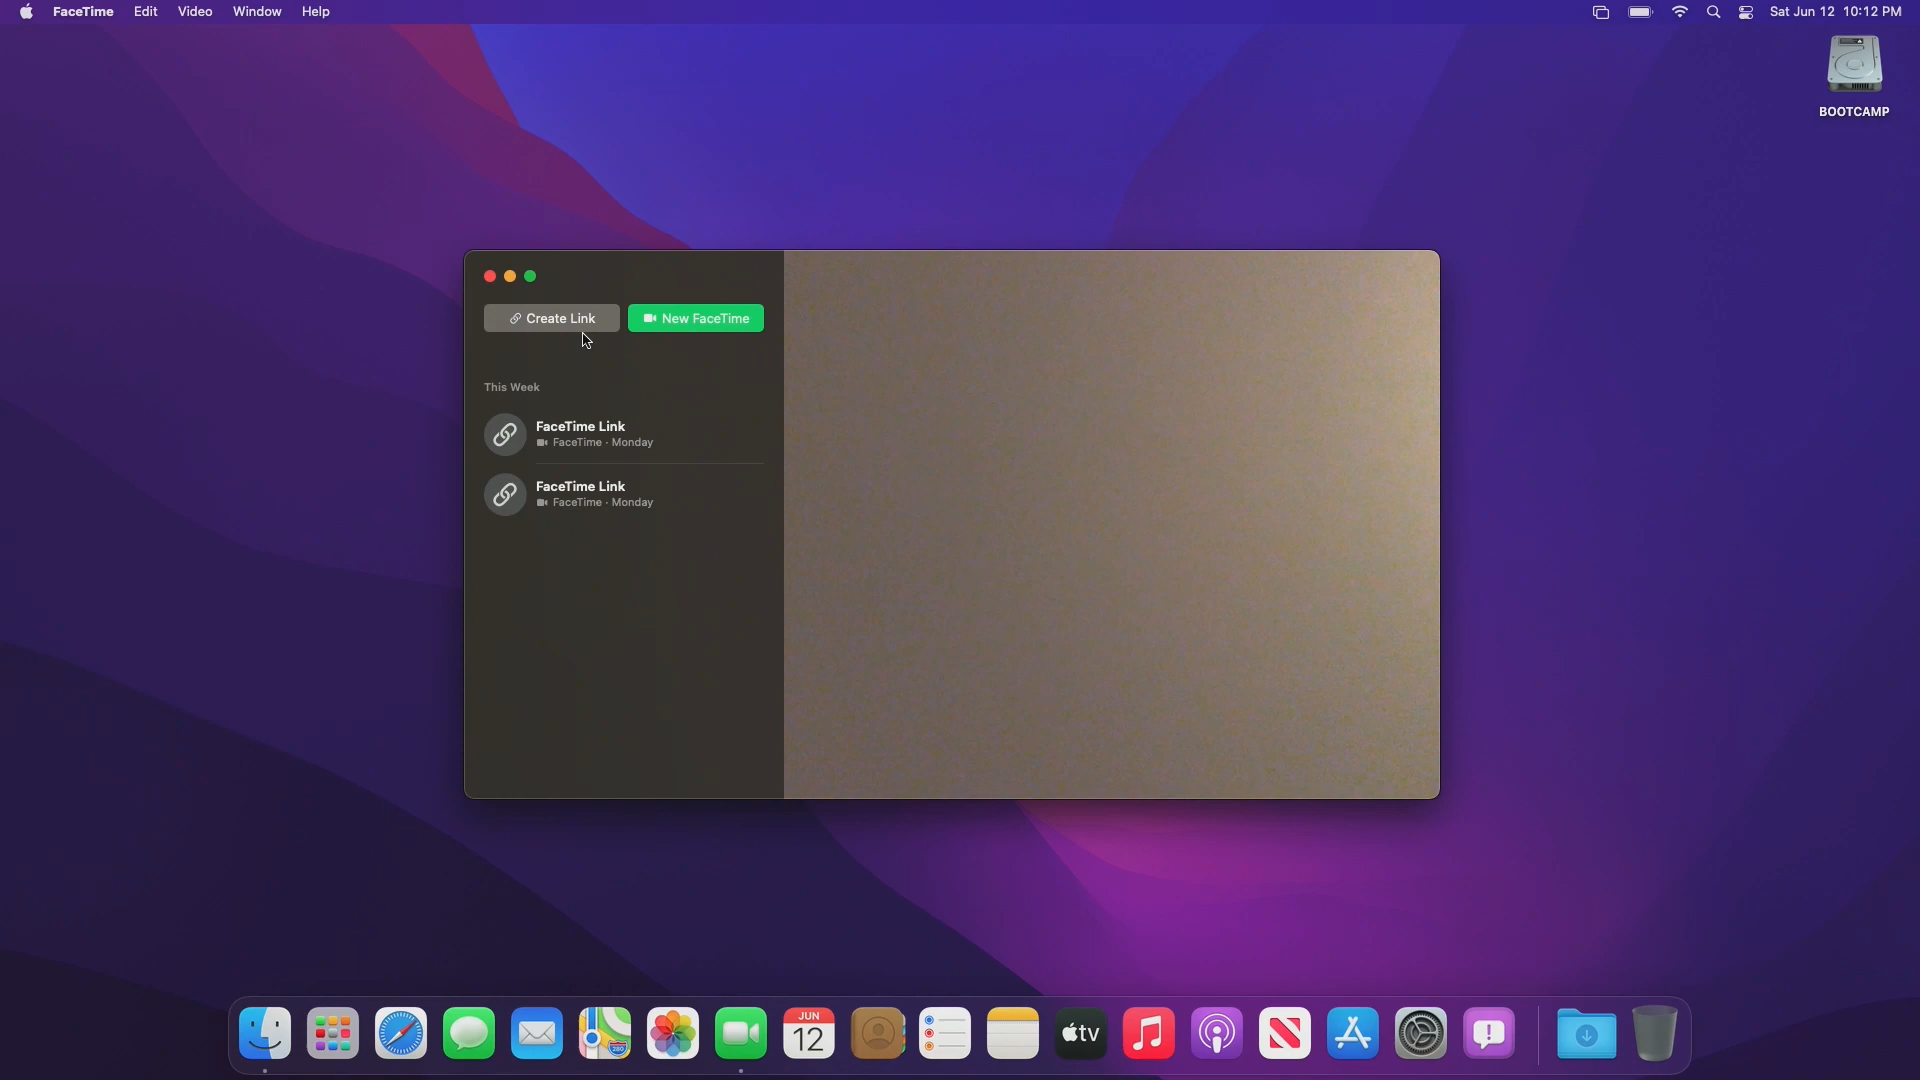 FaceTime Edit Video Window Help
Sat Jun 12 10:12 PM
BOOTCAMP
Create Link
New FaceTime
This Week
FaceTime Link
FaceTime · Monday
FaceTime Link
FaceTime · Monday
280
JUN
12
tv